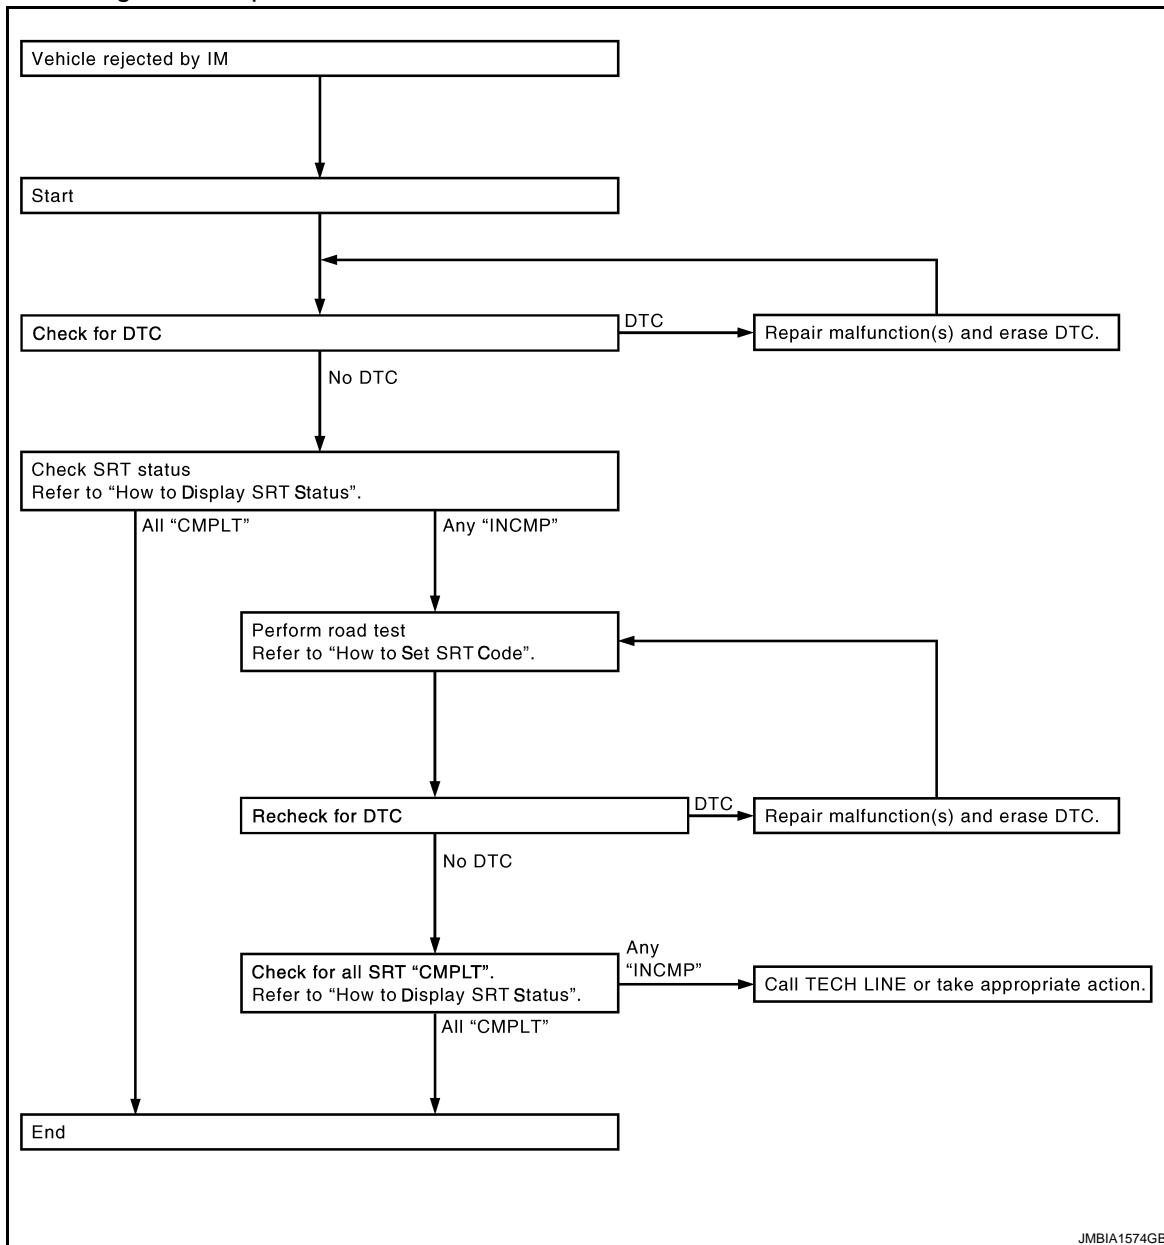 Vehicle rejected by IM
Start
Check for DTC
DTC
Repair malfunction(s) and erase DTC.
No DTC
Check SRT status
Refer to “How to Display SRT Status”.
All “CMPLT”
Any “INCMP”
Perform road test
Refer to “How to Set SRT Code”.
Recheck for DTC
DTC
Repair malfunction(s) and erase DTC.
No DTC
Check for all SRT “CMPLT”.
Refer to “How to Display SRT Status”.
Any
“INCMP”
Call TECH LINE or take appropriate action.
All “CMPLT”
End
JMBIA1574GB